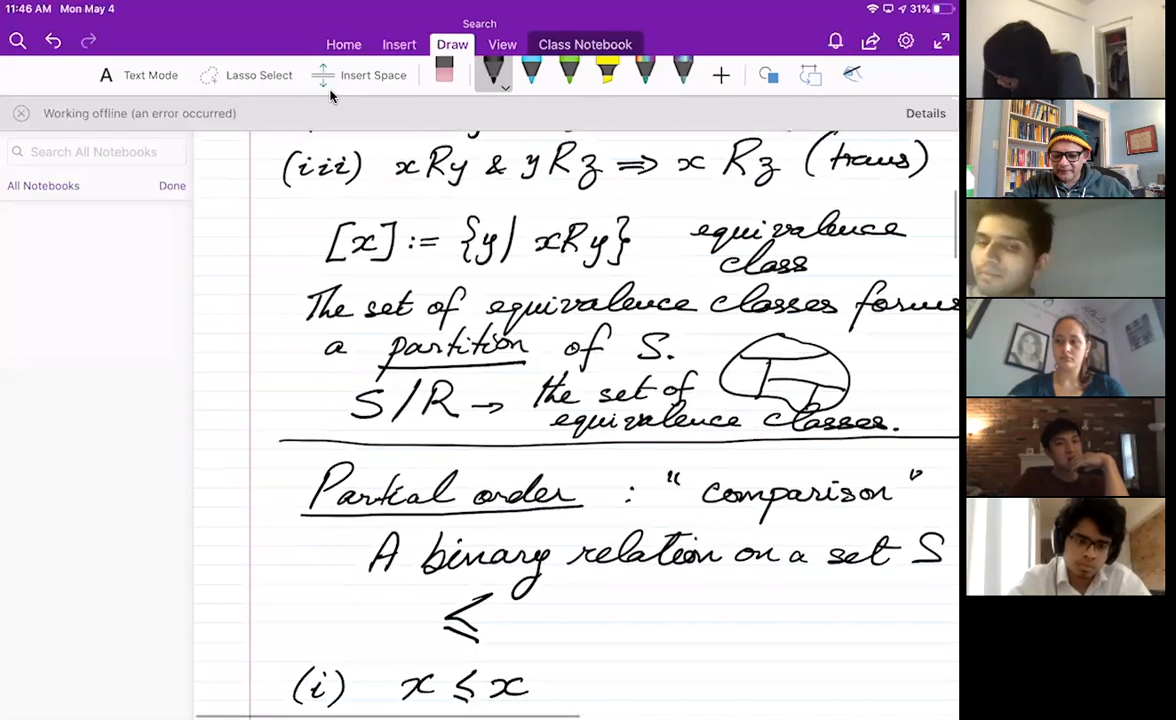 11:46 AM Mon May 4
31%
Search
Home Insert Draw View Class Notebook
Text Mode Lasso Select Insert Space
Working offline (an error occurred) Details
Search All Notebooks
All Notebooks Done
(iii) xRy & yRz ⇒ x Rz (trans)
[x] := {y| xRy} equivalence
class
The set of equivalence classes forms
a partition of S.
S/R → the set of
equivalence classes.
Partial order : "comparison"
A binary relation on a set S
≤
(i) x ≤ x